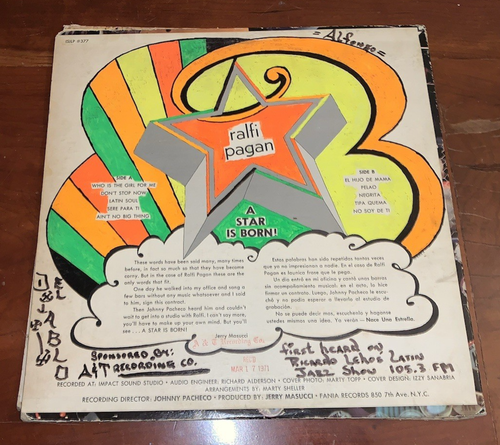 = Alfonzo =
ralfi
pagan
SIDE A
WHO IS THE GIRL FOR ME
DON'T STOP NOW
LATIN SOUL
SERE PARA TI
AIN'T NO BIG THING
SIDE B
EL HIJO DE MAMA
PELAO
NEGRITA
TIPA QUEMA
NO SOY DE TI
A
STAR
IS BORN!
These words have been said many, many times
before, in fact so much so that they have become
corny. But in the case of Ralfi Pagan these are the
only words that fit.
One day he walked into my office and sang a
few bars without any music whatsoever and I said
to him, sign this contract.
Then Johnny Pacheco heard him and couldn't
wait to get into a studio with Ralfi. I can't say more,
you'll have to make up your own mind. But you'll
see . . . A STAR IS BORN!
Jerry Masucci
Estas palabras han sido repetidas tantas veces
que ya no impresionan a nadie. En el caso de Ralfi
Pagan es la unica frase que le pega.
Un dia entró en mi oficina y cantó unos bares
sin acompañamiento musical; en el acto, lo hice
firmar un contrato. Luego, Johnny Pacheco le escu-
chó y no podía esperar a llevarlo al estudio de
grabación.
No se puede decir mas, escuchenlo y haganse
ustedes mismos una idea. Ya verán - Nace Una Estrella.
EL
DIABLO
SPONSORED BY:
A&T RECORDING CO.
MAR 17 1971
First heard on
Ricardo Lehoe Latin
Jazz Show 105.3 FM
RECORDED AT: IMPACT SOUND STUDIO • AUDIO ENGINEER: RICHARD ALDERSON • COVER PHOTO: MARTY TOPP • COVER DESIGN: IZZY SANABRIA
ARRANGEMENTS BY: MARTY SHELLER
RECORDING DIRECTOR: JOHNNY PACHECO • PRODUCED BY: JERRY MASUCCI • FANIA RECORDS 850 7th Ave. N.Y.C.